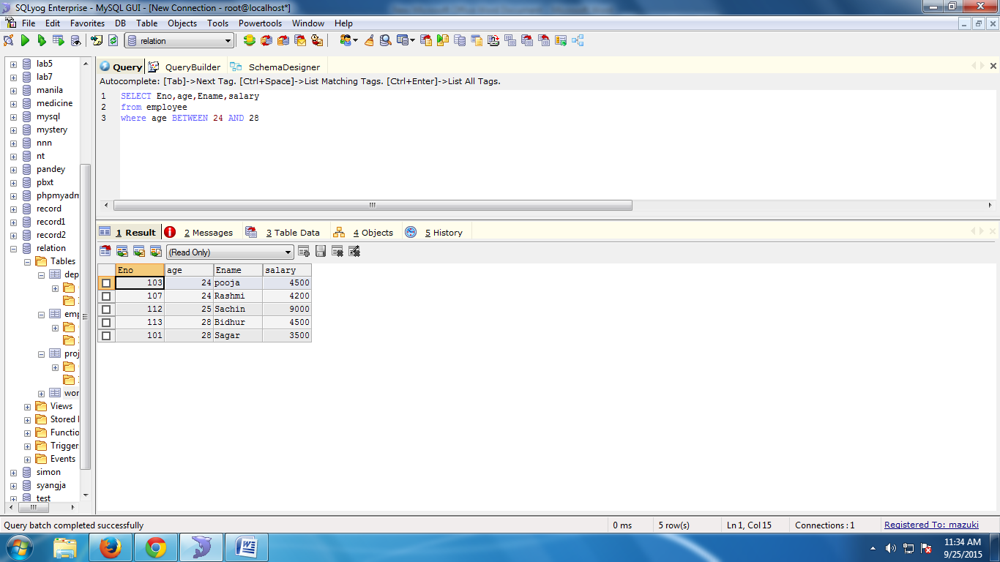 SQLyog Enterprise - MySQL GUI - [New Connection - root@localhost*]
File Edit Favorites DB Table Objects Tools Powertools Window Help
relation
lab5
lab7
manila
medicine
mysql
mystery
nnn
nt
pandey
pbxt
phpmyadm
record
record1
record2
relation
Tables
dep
emp
proj
wor
Views
Stored
Functio
Trigger
Events
simon
syangja
test
Query QueryBuilder SchemaDesigner
Autocomplete: [Tab]->Next Tag. [Ctrl+Space]->List Matching Tags. [Ctrl+Enter]->List All Tags.
1 SELECT Eno,age,Ename,salary
2 from employee
3 where age BETWEEN 24 AND 28
1 Result 2 Messages 3 Table Data 4 Objects 5 History
(Read Only)
Eno age Ename salary
103 24 pooja 4500
107 24 Rashmi 4200
112 25 Sachin 9000
113 28 Bidhur 4500
101 28 Sagar 3500
Query batch completed successfully 0 ms 5 row(s) Ln 1, Col 15 Connections : 1 Registered To: mazuki
11:34 AM
9/25/2015